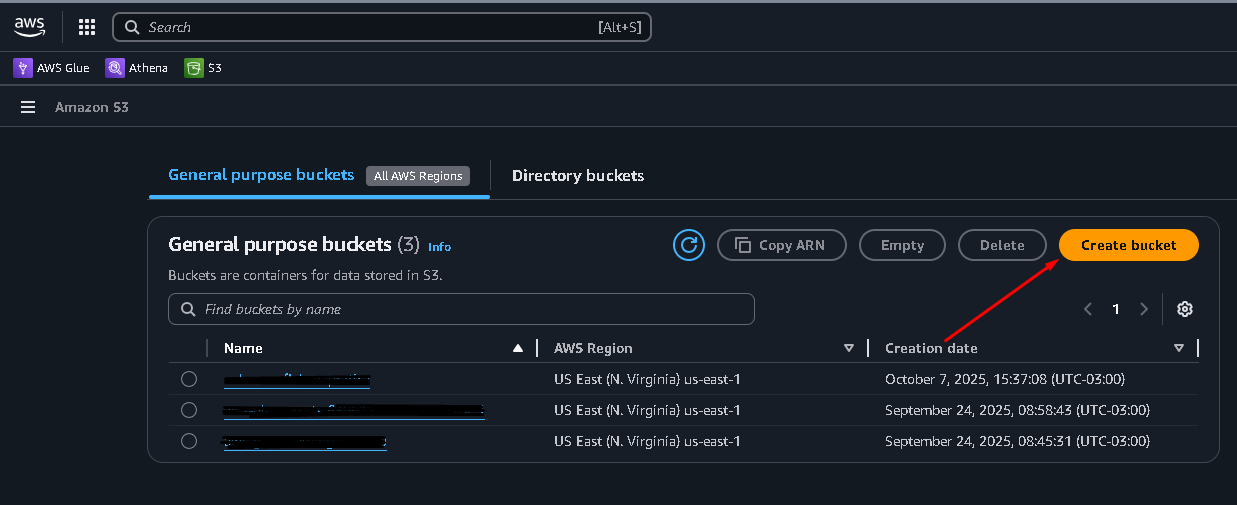 aws Search [Alt+S]
AWS Glue Athena S3
Amazon S3
General purpose buckets All AWS Regions Directory buckets
General purpose buckets (3) Info Copy ARN Empty Delete Create bucket
Buckets are containers for data stored in S3.
Find buckets by name 1
Name AWS Region Creation date
US East (N. Virginia) us-east-1 October 7, 2025, 15:37:08 (UTC-03:00)
US East (N. Virginia) us-east-1 September 24, 2025, 08:58:43 (UTC-03:00)
US East (N. Virginia) us-east-1 September 24, 2025, 08:45:31 (UTC-03:00)